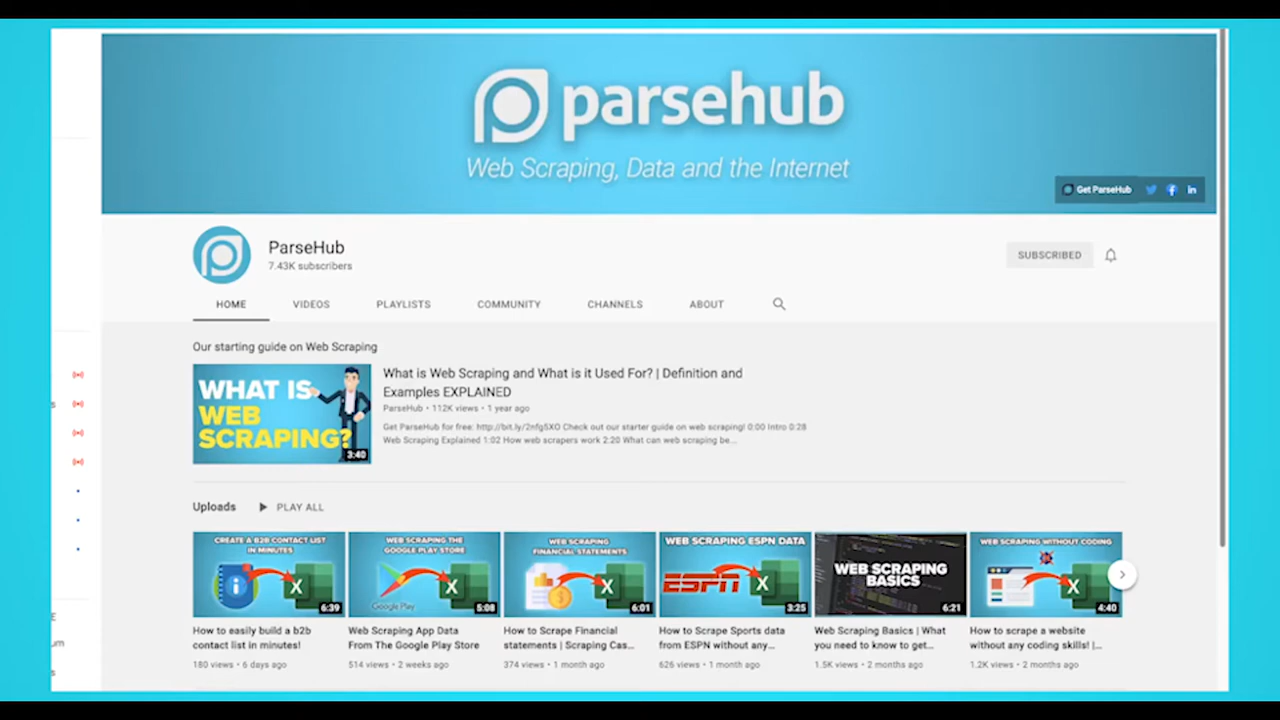 parsehub
Web Scraping, Data and the Internet
Get ParseHub
ParseHub
7.43K subscribers
SUBSCRIBED
HOME VIDEOS PLAYLISTS COMMUNITY CHANNELS ABOUT
Our starting guide on Web Scraping
WHAT IS
WEB
SCRAPING?
3:40
What is Web Scraping and What is it Used For? | Definition and
Examples EXPLAINED
ParseHub • 112K views • 1 year ago
Get ParseHub for free: http://bit.ly/2nfg5XO Check out our starter guide on web scraping! 0:00 Intro 0:28
Web Scraping Explained 1:02 How web scrapers work 2:20 What can web scraping be...
Uploads PLAY ALL
CREATE A B2B CONTACT LIST
IN MINUTES
6:39
How to easily build a b2b
contact list in minutes!
180 views • 6 days ago
WEB SCRAPING THE
GOOGLE PLAY STORE
Google Play
5:08
Web Scraping App Data
From The Google Play Store
514 views • 2 weeks ago
WEB SCRAPING
FINANCIAL STATEMENTS
6:01
How to Scrape Financial
statements | Scraping Cas...
374 views • 1 month ago
WEB SCRAPING ESPN DATA
ESPN
3:25
How to Scrape Sports data
from ESPN without any...
626 views • 1 month ago
WEB SCRAPING
BASICS
6:21
Web Scraping Basics | What
you need to know to get...
1.5K views • 2 months ago
WEB SCRAPING WITHOUT CODING
4:40
How to scrape a website
without any coding skills! |...
1.2K views • 2 months ago